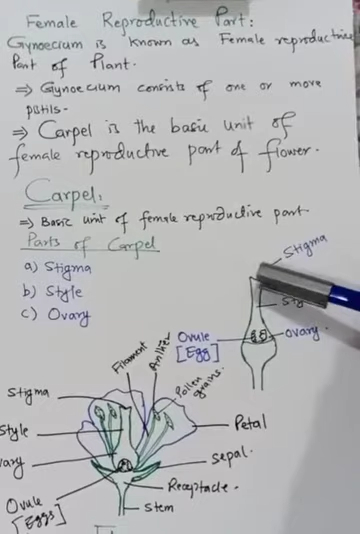 Female Reproductive Part:
Gynoecium is known as Female reproductive
Part of Plant.
⇒ Gynoecium consists of one or more
pistils.
⇒ Carpel is the basic unit of
female reproductive part of flower.
Carpel:
⇒ Basic unit of female reproductive part
Parts of Carpel
a) Stigma
b) Style
c) Ovary
Stigma
Sty
Ovule
[Egg]
Ovary.
Filament
Anther
Pollen
grains.
Stigma
Style
vary
Ovule
[Eggs]
Petal
Sepal.
Receptacle.
Stem